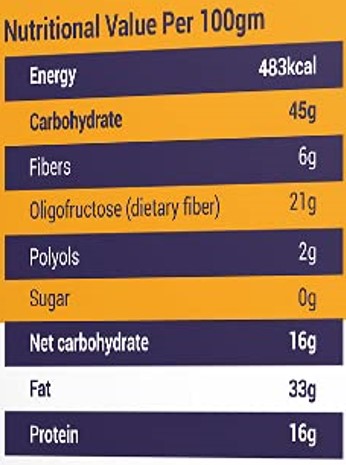 Nutritional Value Per 100gm
Energy 483kcal
Carbohydrate 45g
Fibers 6g
Oligofructose (dietary fiber) 21g
Polyols 2g
Sugar 0g
Net carbohydrate 16g
Fat 33g
Protein 16g